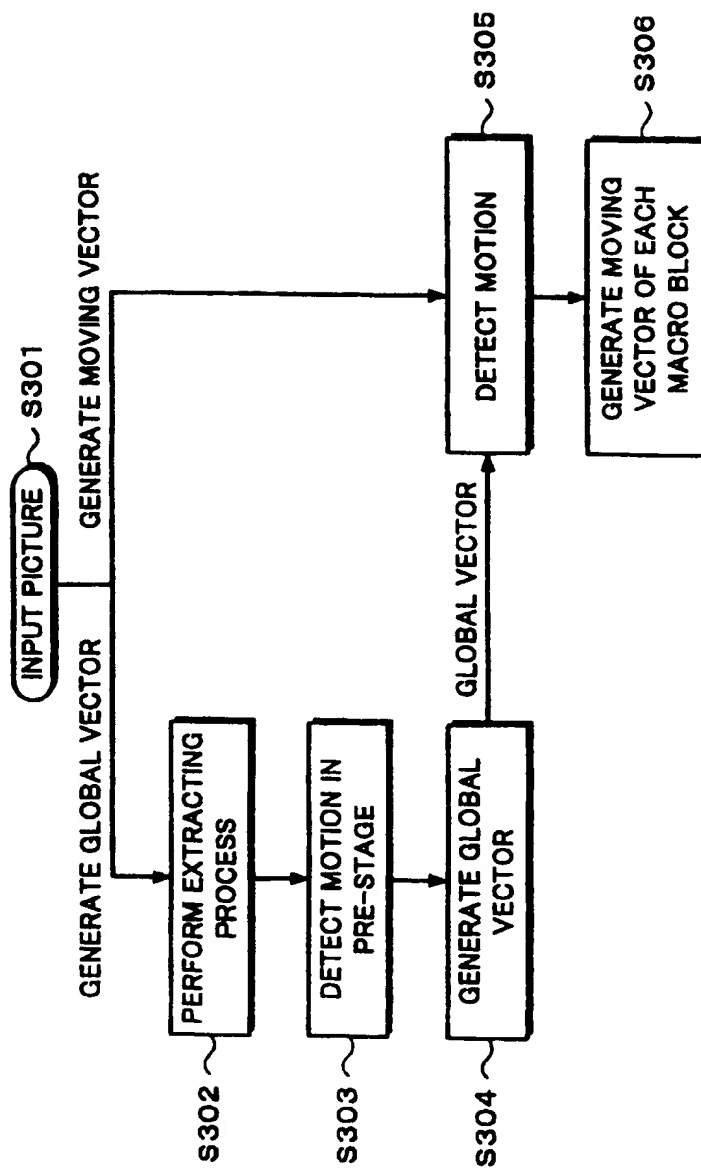 INPUT PICTURE
S301
GENERATE GLOBAL VECTOR
GENERATE MOVING VECTOR
S302
PERFORM EXTRACTING
PROCESS
S303
DETECT MOTION IN
PRE-STAGE
S304
GENERATE GLOBAL
VECTOR
GLOBAL VECTOR
DETECT MOTION
S305
GENERATE MOVING
VECTOR OF EACH
MACRO BLOCK
S306